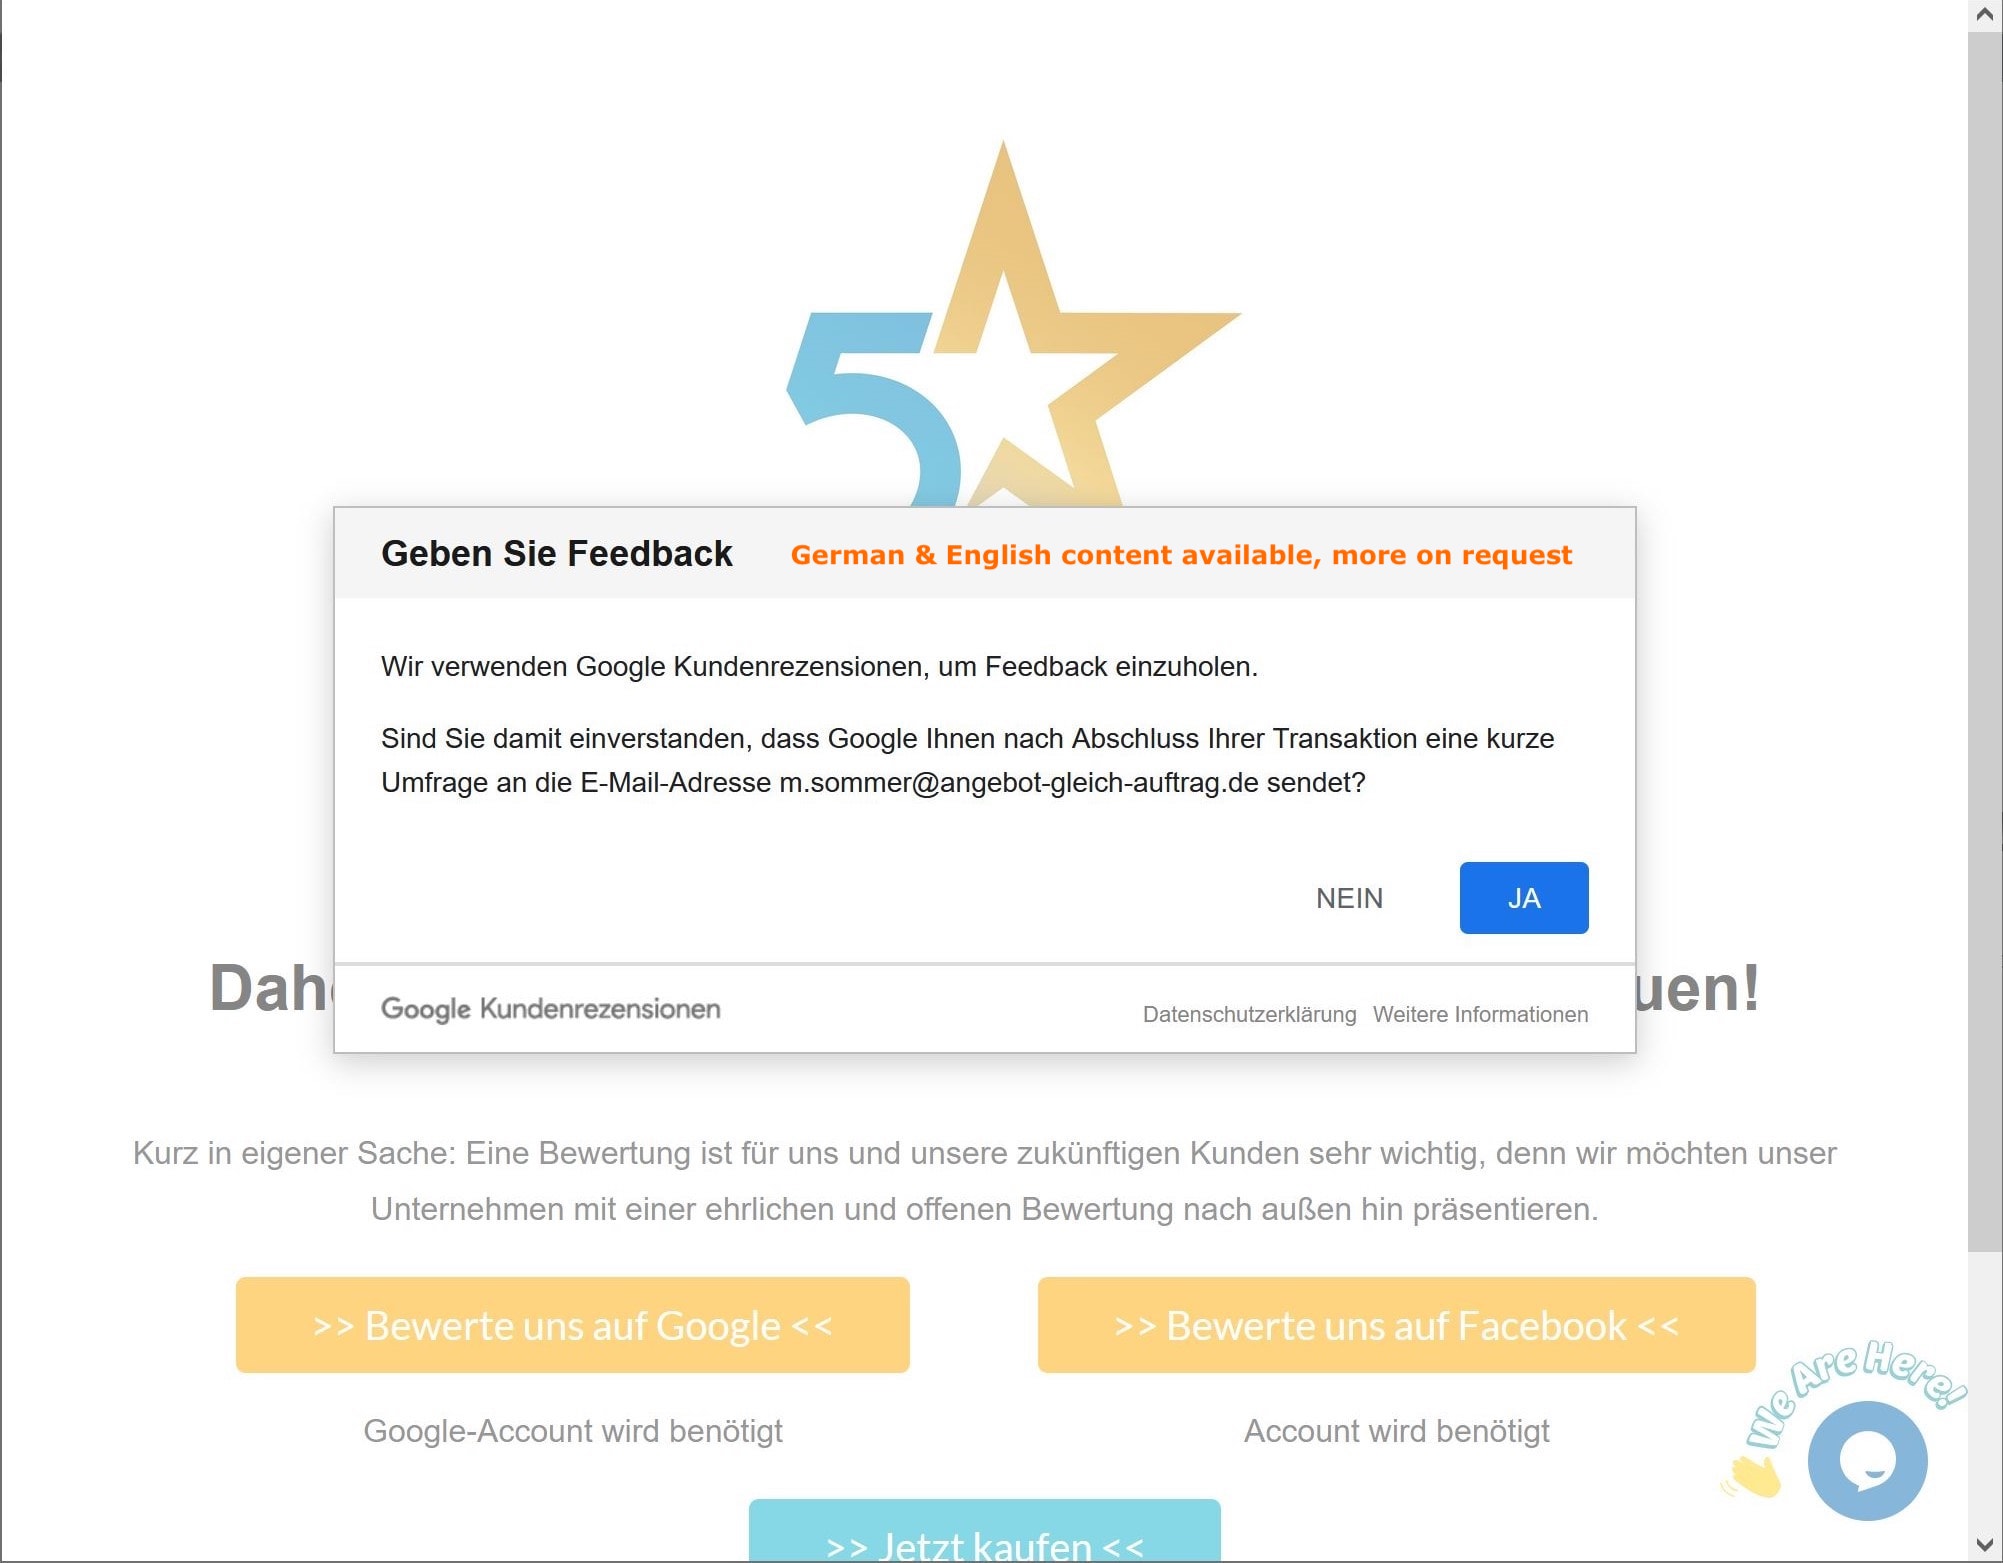 5
Geben Sie Feedback
German & English content available, more on request
Wir verwenden Google Kundenrezensionen, um Feedback einzuholen.
Sind Sie damit einverstanden, dass Google Ihnen nach Abschluss Ihrer Transaktion eine kurze
Umfrage an die E-Mail-Adresse m.sommer@angebot-gleich-auftrag.de sendet?
NEIN
JA
Google Kundenrezensionen
Datenschutzerklärung Weitere Informationen
Kurz in eigener Sache: Eine Bewertung ist für uns und unsere zukünftigen Kunden sehr wichtig, denn wir möchten unser
Unternehmen mit einer ehrlichen und offenen Bewertung nach außen hin präsentieren.
>> Bewerte uns auf Google <<
>> Bewerte uns auf Facebook <<
Google-Account wird benötigt
Account wird benötigt
We Are Here!
>> Jetzt kaufen <<